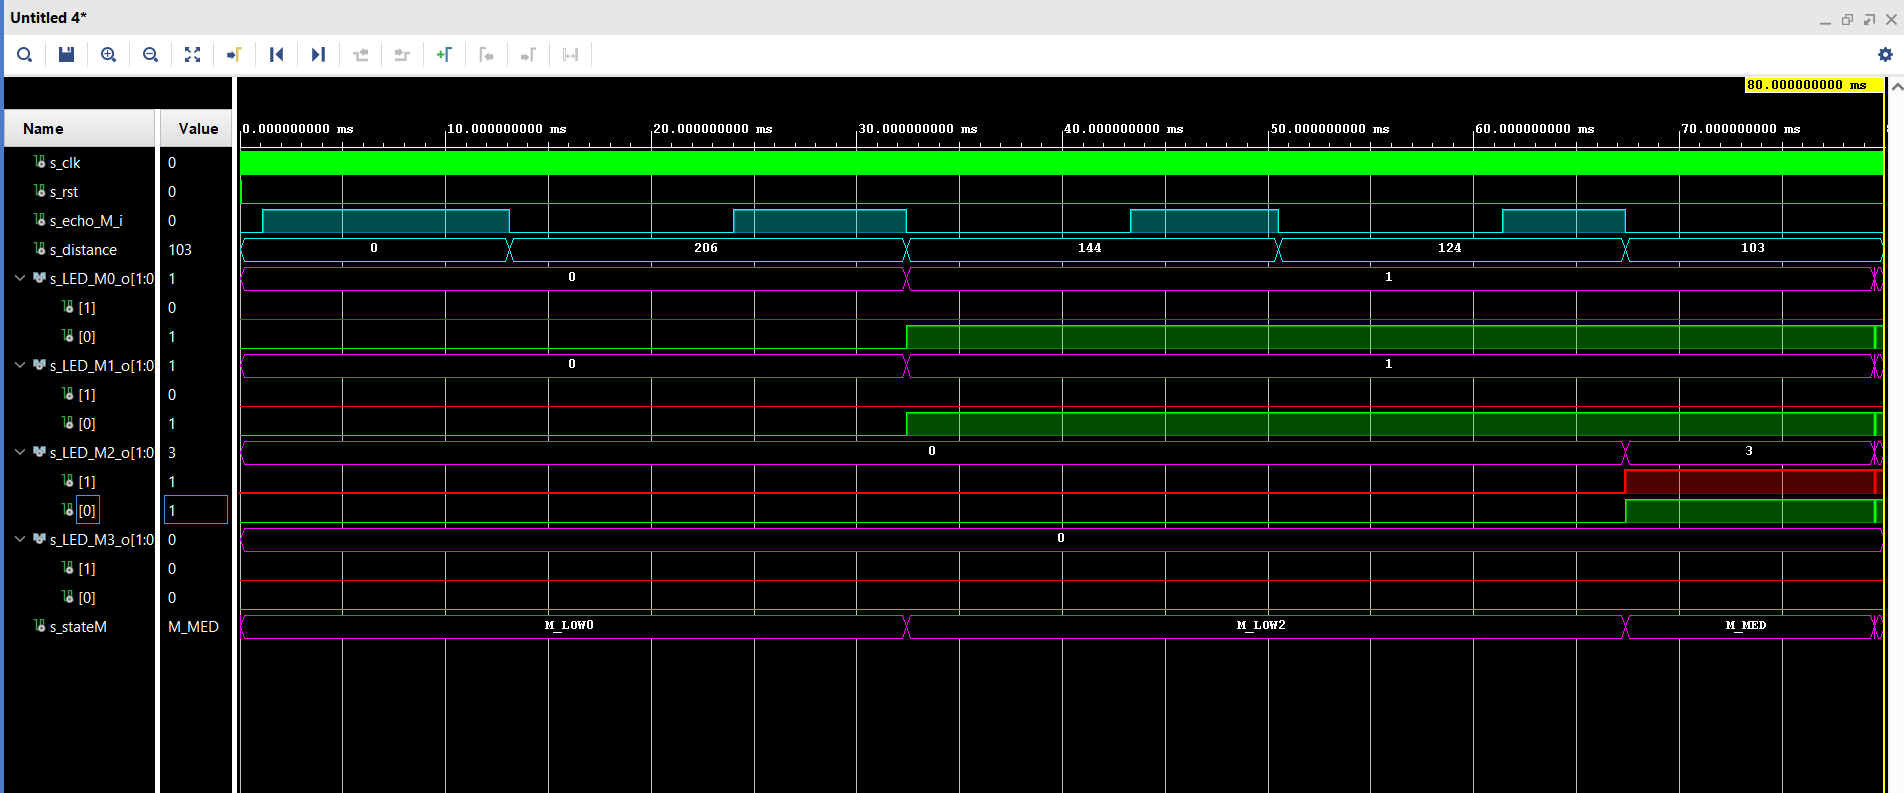 Untitled 4*
80.000000000 ms
Name Value
0.000000000 ms 10.000000000 ms 20.000000000 ms 30.000000000 ms 40.000000000 ms 50.000000000 ms 60.000000000 ms 70.000000000 ms
s_clk 0
s_rst 0
s_echo_M_i 0
s_distance 103 0 206 144 124 103
s_LED_M0_o[1:0 1 0 1
[1] 0
[0] 1
s_LED_M1_o[1:0 1 0 1
[1] 0
[0] 1
s_LED_M2_o[1:0 3 0 3
[1] 1
[0] 1
s_LED_M3_o[1:0 0 0
[1] 0
[0] 0
s_stateM M_MED M_LOW0 M_LOW2 M_MED